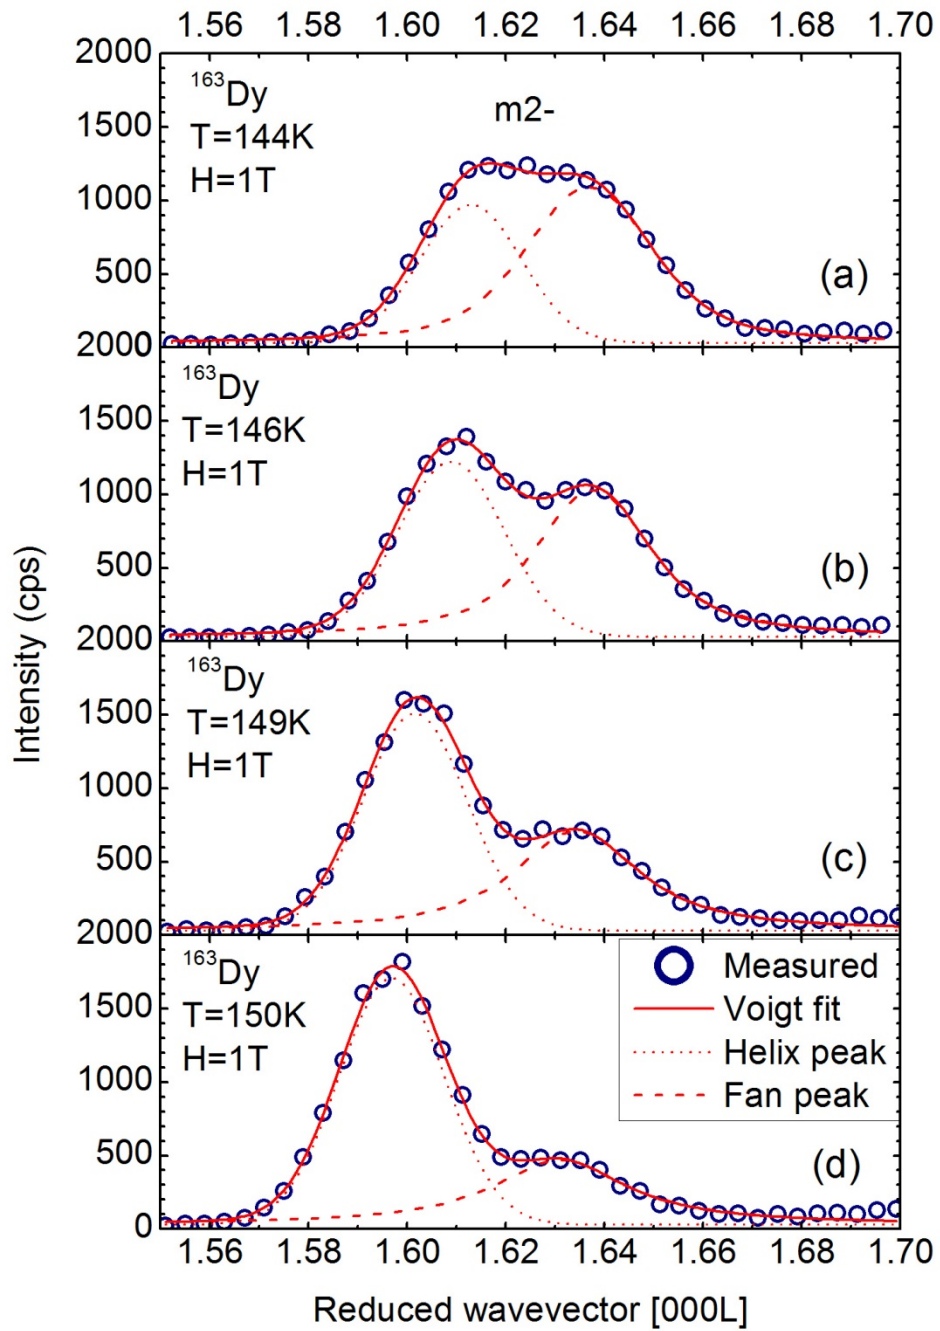 1.56 1.58 1.60 1.62 1.64 1.66 1.68 1.70
2000
1500
1000
500
163Dy
T=144K
H=1T
m2-
(a)
2000
1500
1000
500
163Dy
T=146K
H=1T
(b)
2000
1500
1000
500
163Dy
T=149K
H=1T
(c)
2000
1500
1000
500
0
163Dy
T=150K
H=1T
Measured
Voigt fit
Helix peak
Fan peak
(d)
1.56 1.58 1.60 1.62 1.64 1.66 1.68 1.70
Intensity (cps)
Reduced wavevector [000L]